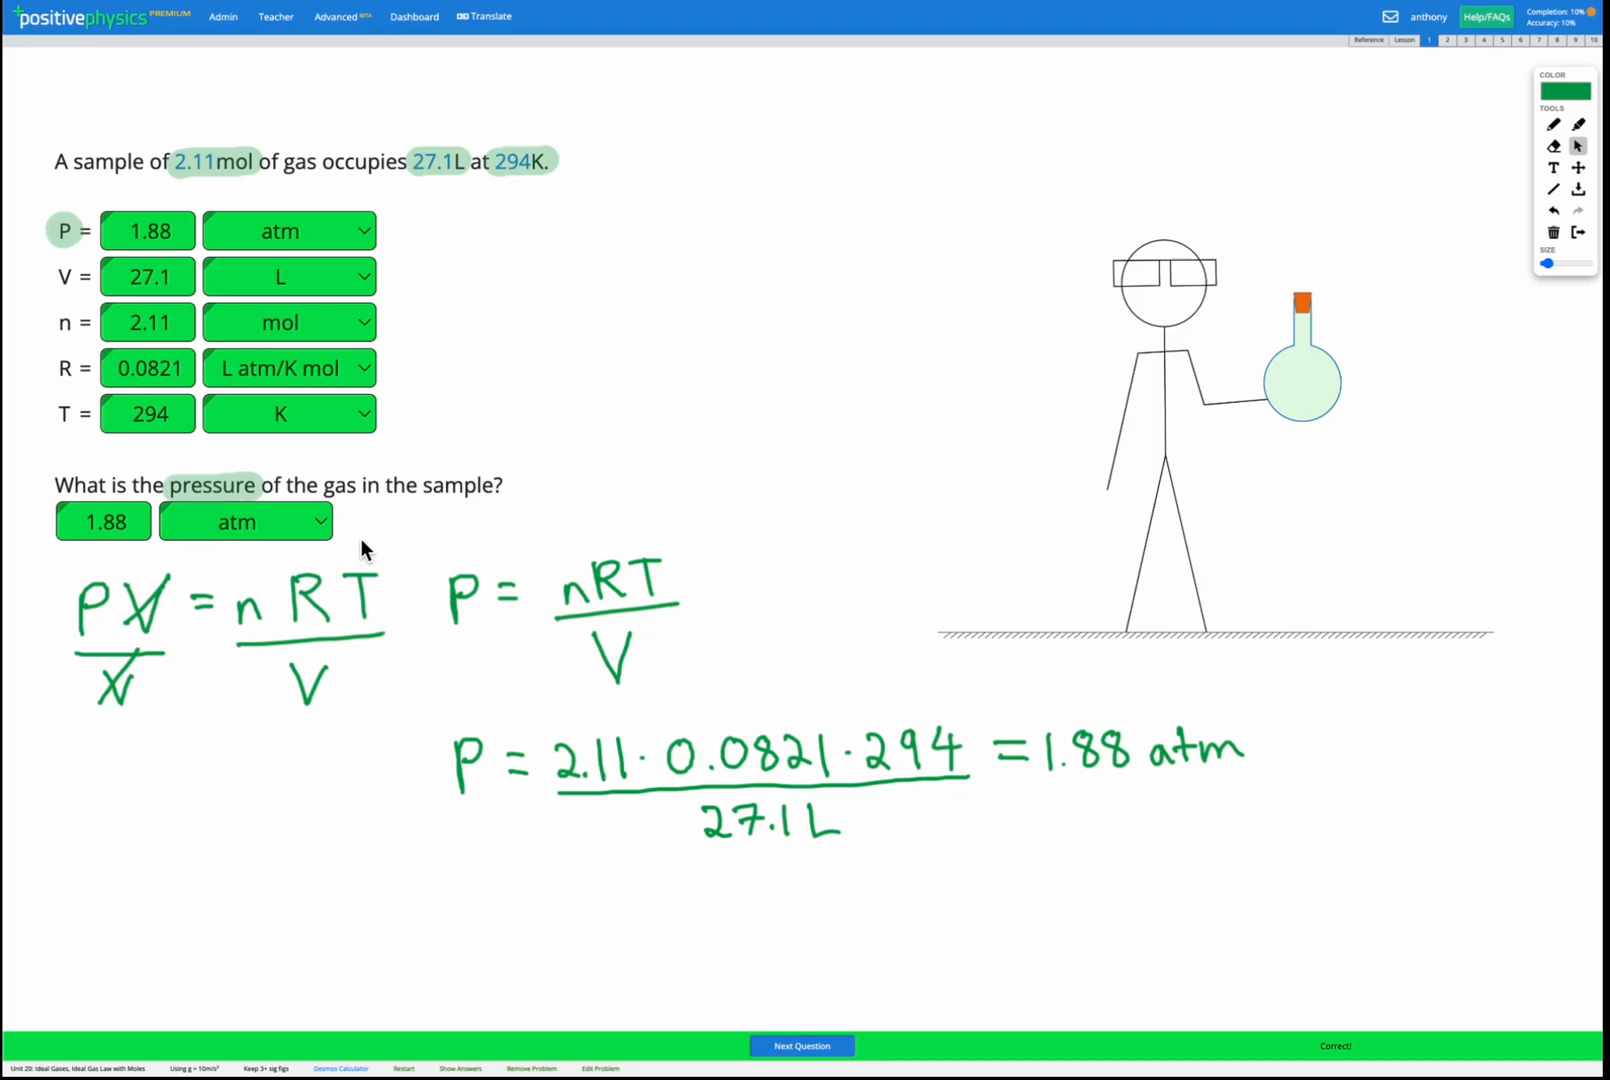 +positivephysics PREMIUM Admin Teacher Advanced BETA Dashboard Translate anthony Help/FAQs Completion: 10% Accuracy: 10%
Reference Lesson 1 2 3 4 5 6 7 8 9 10
COLOR
TOOLS
T
SIZE
A sample of 2.11mol of gas occupies 27.1L at 294K.
P = 1.88 atm
V = 27.1 L
n = 2.11 mol
R = 0.0821 L atm/K mol
T = 294 K
What is the pressure of the gas in the sample?
1.88 atm
PV = nRT P = nRT
V V V
P = 2.11 · 0.0821 · 294 = 1.88 atm
27.1 L
Next Question Correct!
Unit 20: Ideal Gases, Ideal Gas Law with Moles Using g = 10m/s² Keep 3+ sig figs Desmos Calculator Restart Show Answers Remove Problem Edit Problem